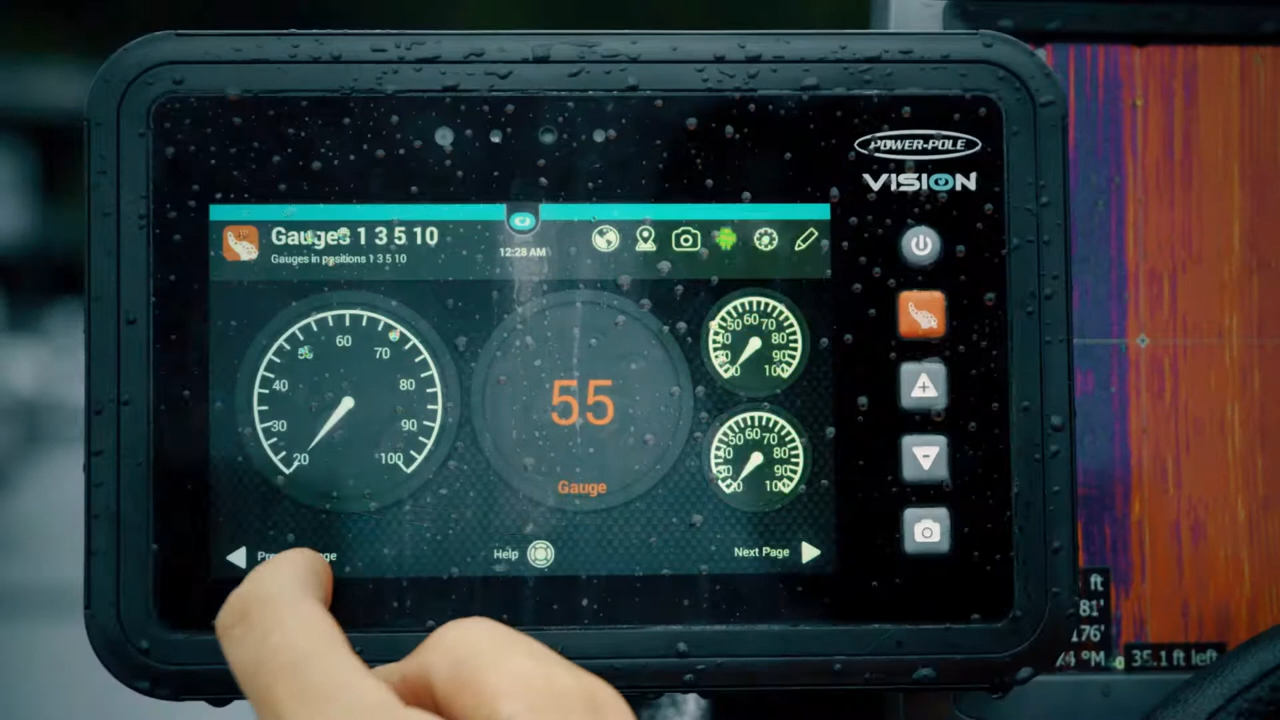 POWER-POLE
VISION
Gauges 1 3 5 10
Gauges in positions 1 3 5 10
12:28 AM
20 30 40 60 70 80 90 100
55
Gauge
40 50 60 70 80 90 100
40 50 60 70 80 90 100
Help
Next Page
ft
81'
176'
°M
35.1 ft left